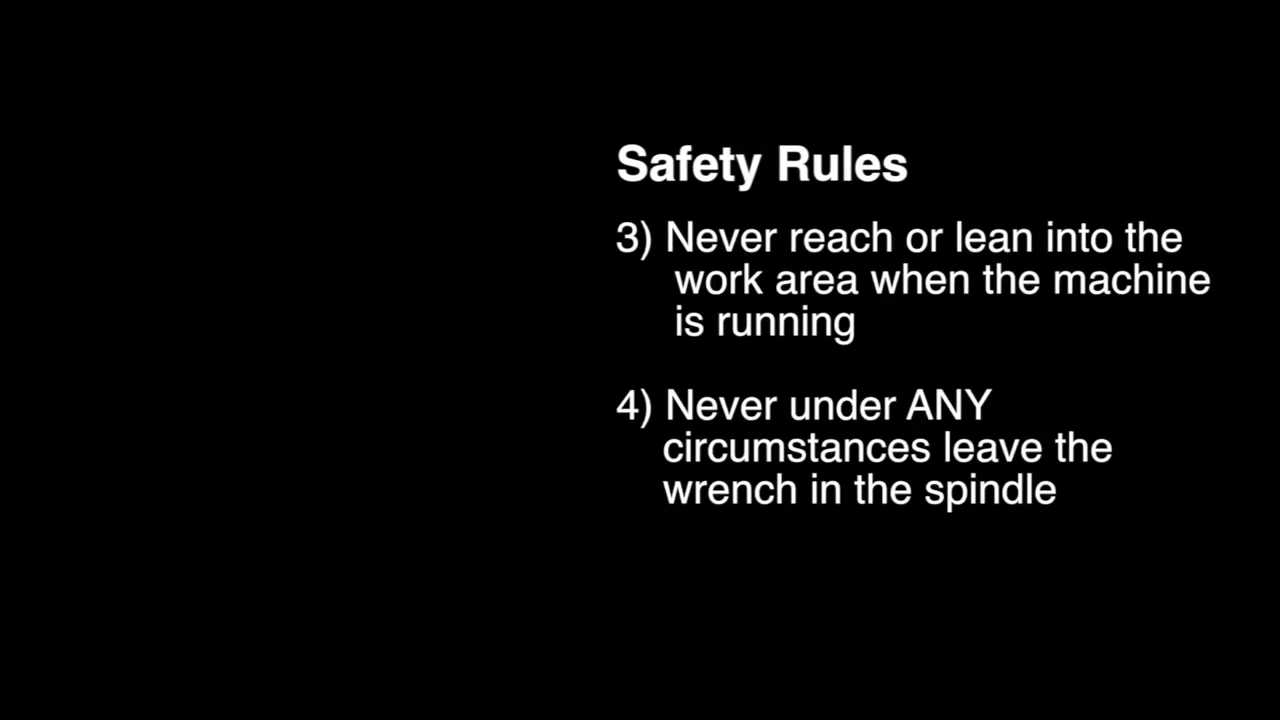 Safety Rules
3) Never reach or lean into the
work area when the machine
is running
4) Never under ANY
circumstances leave the
wrench in the spindle